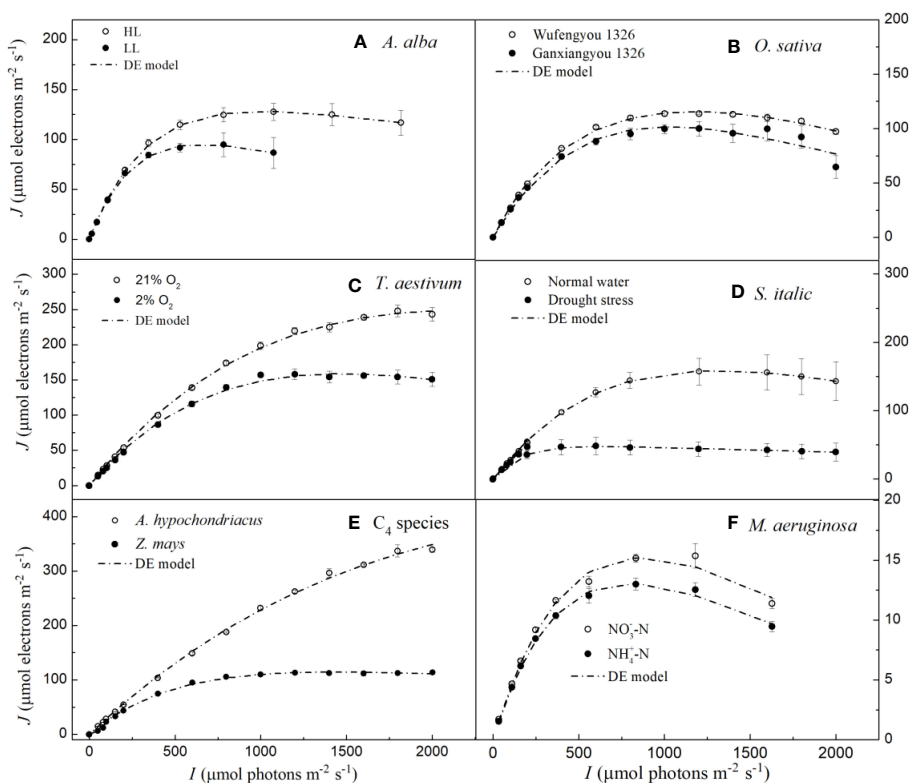 A A. alba
HL
LL
DE model
B O. sativa
Wufengyou 1326
Ganxiangyou 1326
DE model
200
150
100
50
0
J (μmol electrons m-2 s-1)
200
150
100
50
0
C T. aestivum
21% O2
2% O2
DE model
D S. italic
Normal water
Drought stress
DE model
300
250
200
150
100
50
0
J (μmol electrons m-2 s-1)
300
200
100
0
E C4 species
A. hypochondriacus
Z. mays
DE model
F M. aeruginosa
NO3--N
NH4+-N
DE model
400
300
200
100
0
J (μmol electrons m-2 s-1)
20
15
10
5
0
0 500 1000 1500 2000
0 500 1000 1500 2000
I (μmol photons m-2 s-1)
I (μmol photons m-2 s-1)